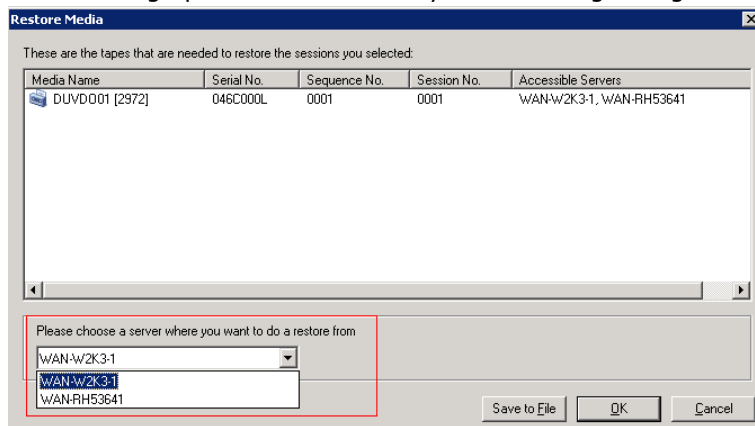 Restore Media
These are the tapes that are needed to restore the sessions you selected:
Media Name Serial No. Sequence No. Session No. Accessible Servers
DUVDO01 [2972] 046C000L 0001 0001 WAN-W2K3-1, WAN-RH53641
Please choose a server where you want to do a restore from
WAN-W2K3-1
WAN-W2K3-1
WAN-RH53641
Save to File OK Cancel